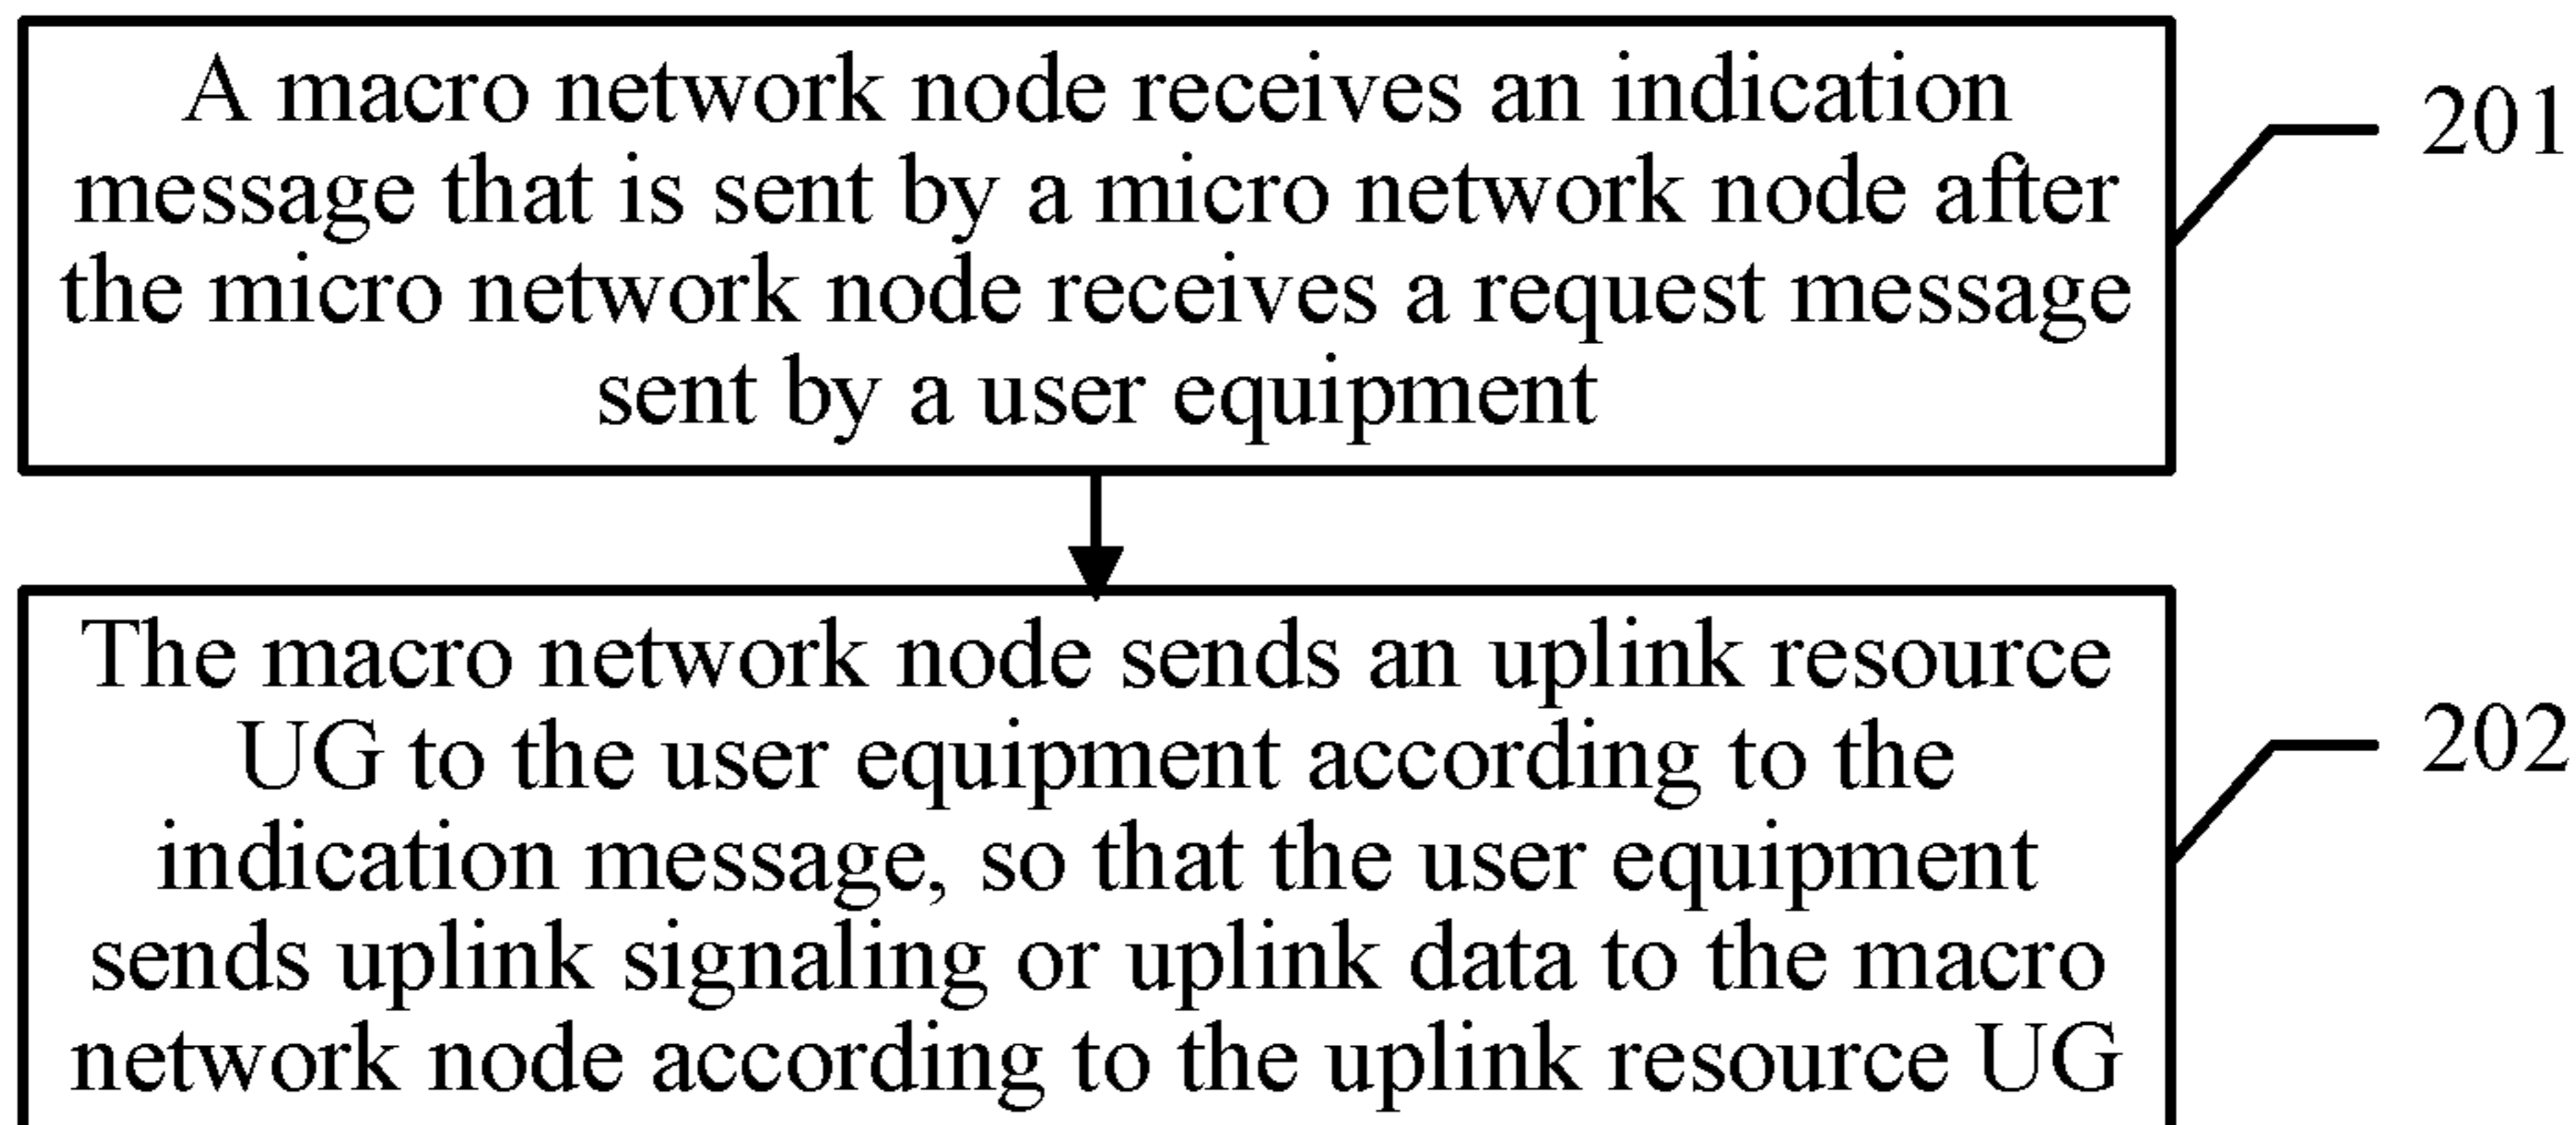 A macro network node receives an indication
message that is sent by a micro network node after
the micro network node receives a request message
sent by a user equipment
201
The macro network node sends an uplink resource
UG to the user equipment according to the
indication message, so that the user equipment
sends uplink signaling or uplink data to the macro
network node according to the uplink resource UG
202